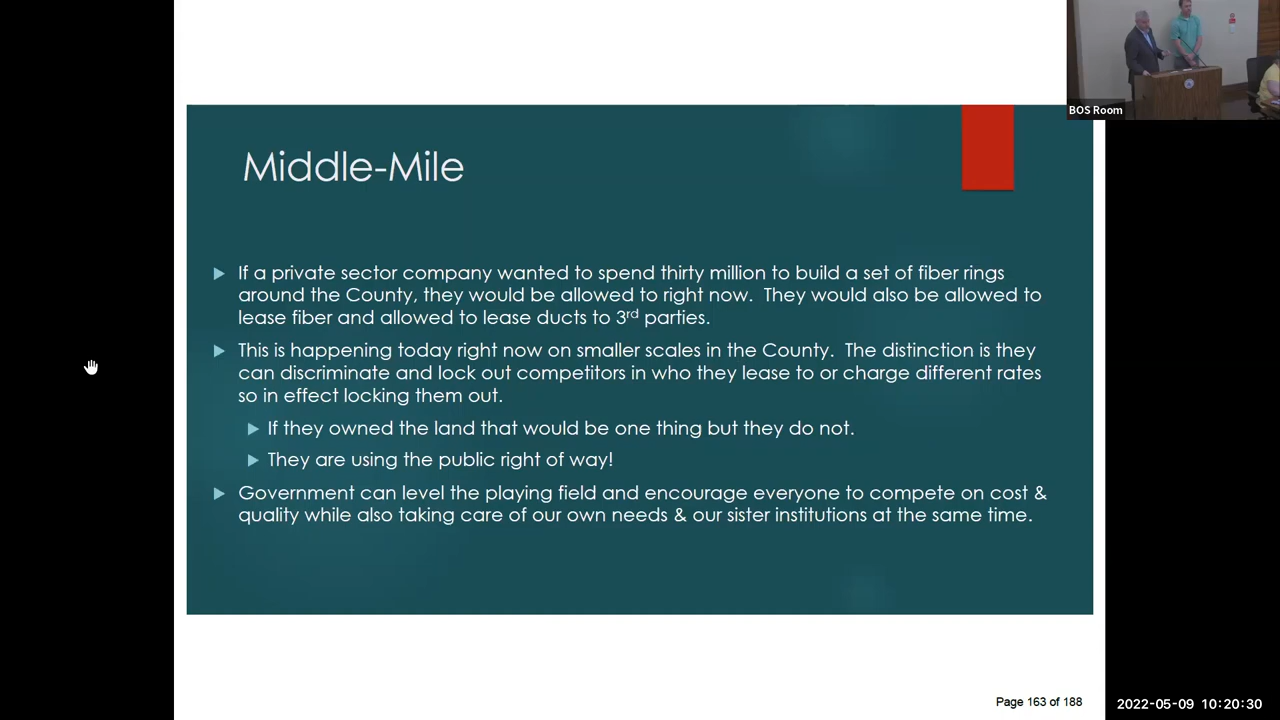 BOS Room
Middle-Mile
If a private sector company wanted to spend thirty million to build a set of fiber rings
around the County, they would be allowed to right now.  They would also be allowed to
lease fiber and allowed to lease ducts to 3rd parties.
This is happening today right now on smaller scales in the County.  The distinction is they
can discriminate and lock out competitors in who they lease to or charge different rates
so in effect locking them out.
If they owned the land that would be one thing but they do not.
They are using the public right of way!
Government can level the playing field and encourage everyone to compete on cost &
quality while also taking care of our own needs & our sister institutions at the same time.
Page 163 of 188
2022-05-09 10:20:30